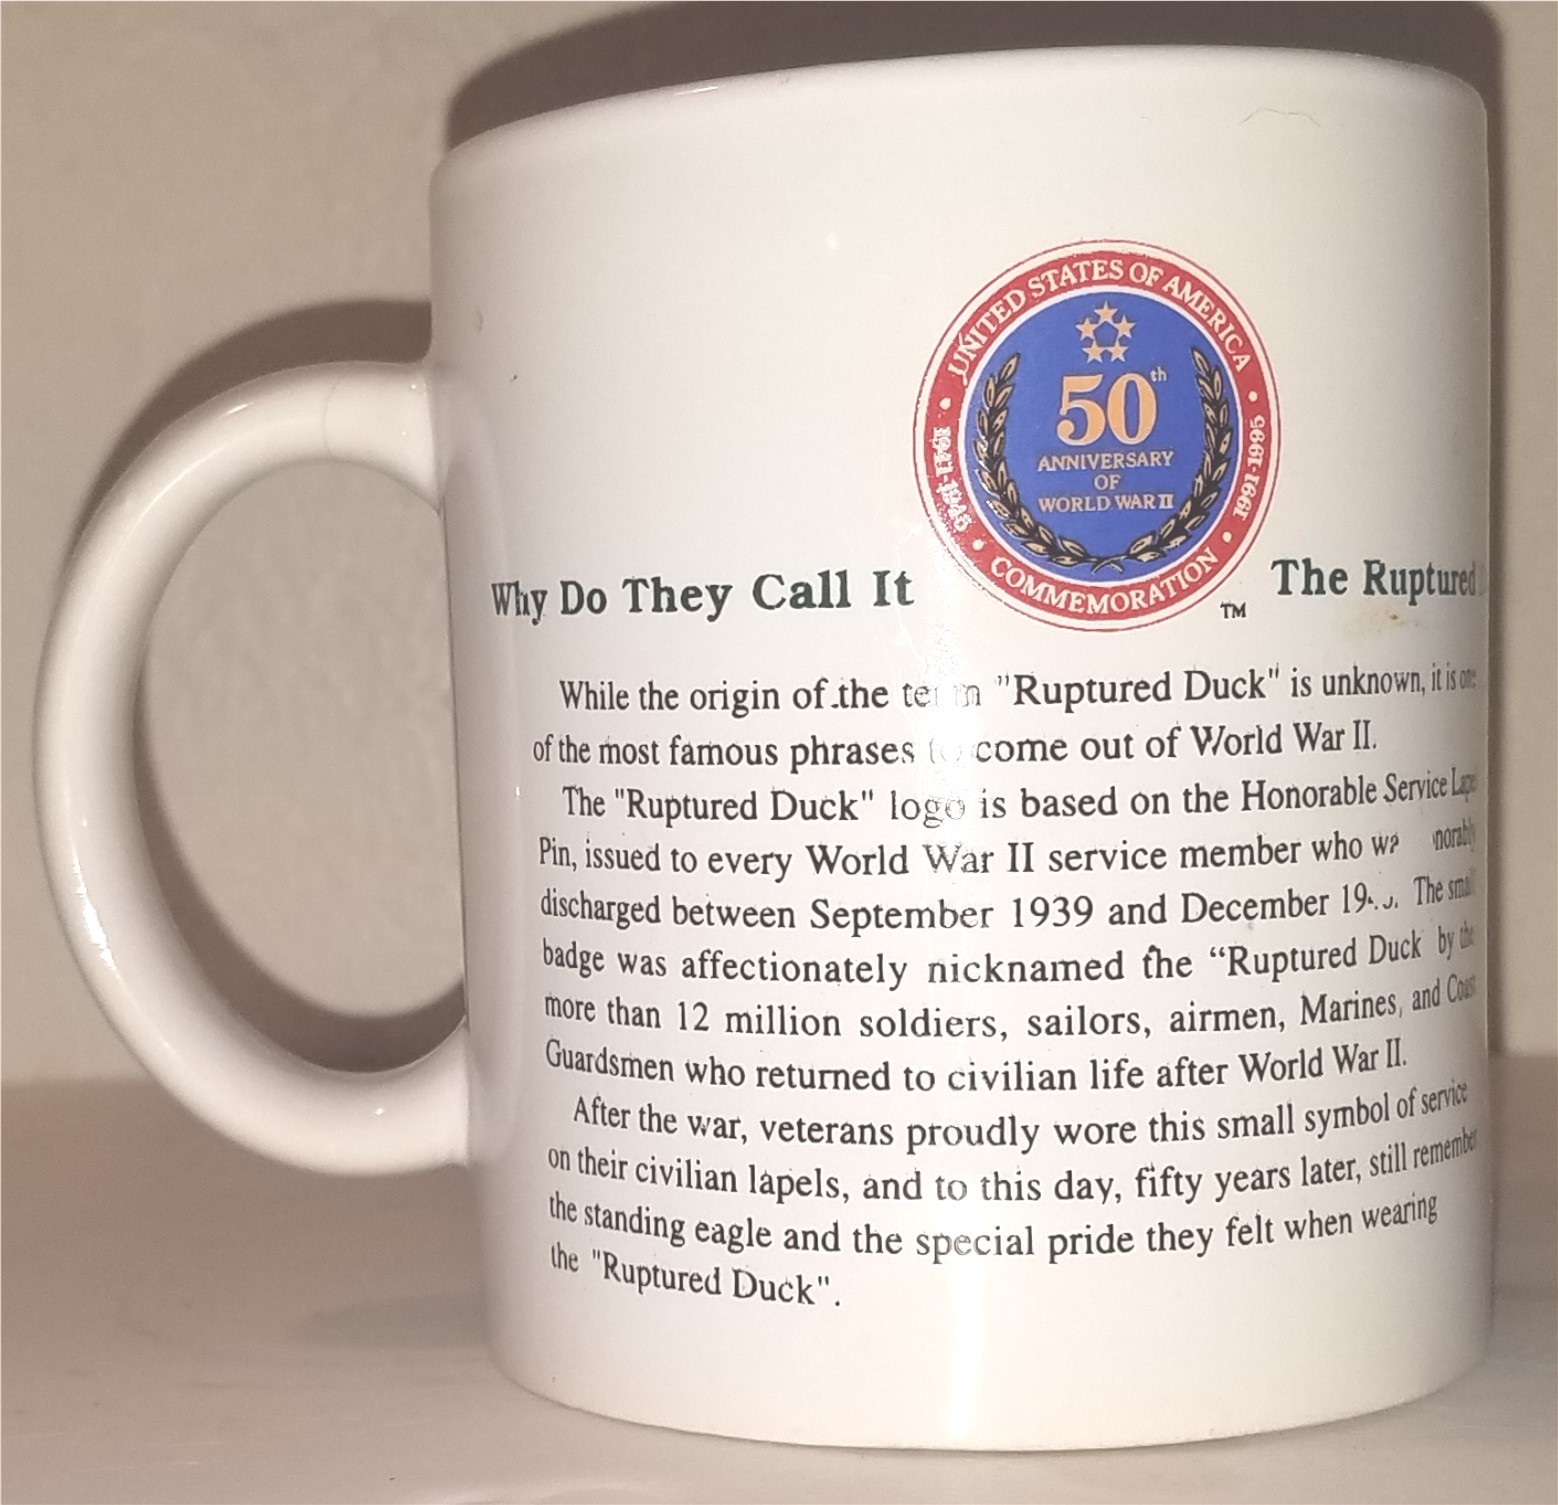 UNITED STATES OF AMERICA
1941-1945
1991-1995
COMMEMORATION
50th
ANNIVERSARY
OF
WORLD WAR II
TM
Why Do They Call It The Ruptured
While the origin of the term "Ruptured Duck" is unknown, it is one
of the most famous phrases to come out of World War II.
The "Ruptured Duck" logo is based on the Honorable Service Lapel
Pin, issued to every World War II service member who
discharged between September 1939 and December The small
badge was affectionately nicknamed the “Ruptured Duck by the
more than 12 million soldiers, sailors, airmen, Marines, and Coast
Guardsmen who returned to civilian life after World War II.
After the war, veterans proudly wore this small symbol of service
on their civilian lapels, and to this day, fifty years later, still remember
the standing eagle and the special pride they felt when wearing
the "Ruptured Duck".